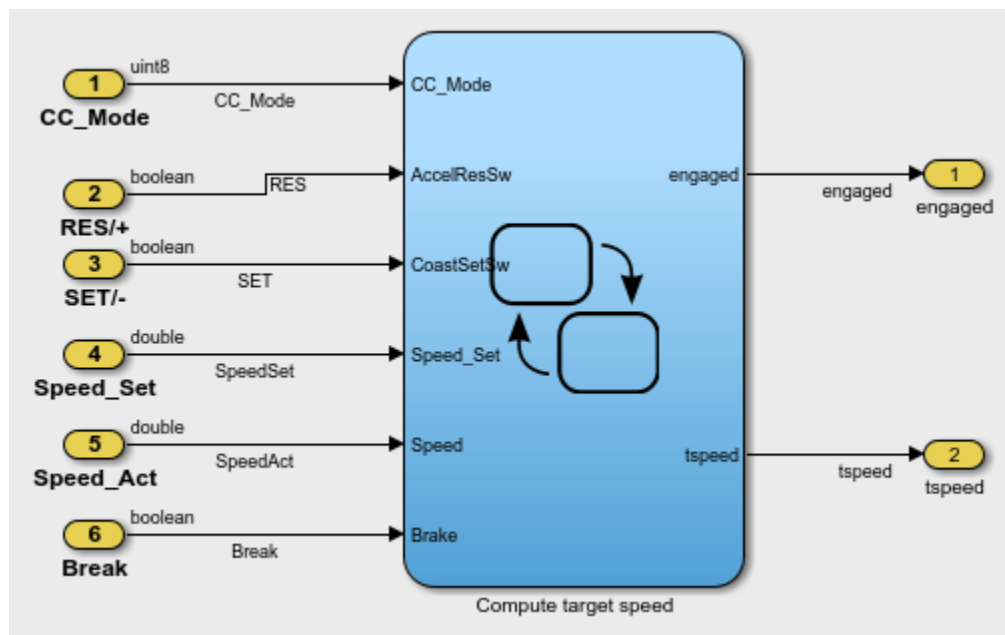 uint8
1
CC_Mode
CC_Mode
CC_Mode
boolean
2
RES/+
RES
AccelResSw
boolean
3
SET/-
SET
CoastSetSw
double
4
Speed_Set
SpeedSet
Speed_Set
double
5
Speed_Act
SpeedAct
Speed
boolean
6
Break
Break
Brake
engaged
engaged
1
engaged
tspeed
tspeed
2
tspeed
Compute target speed